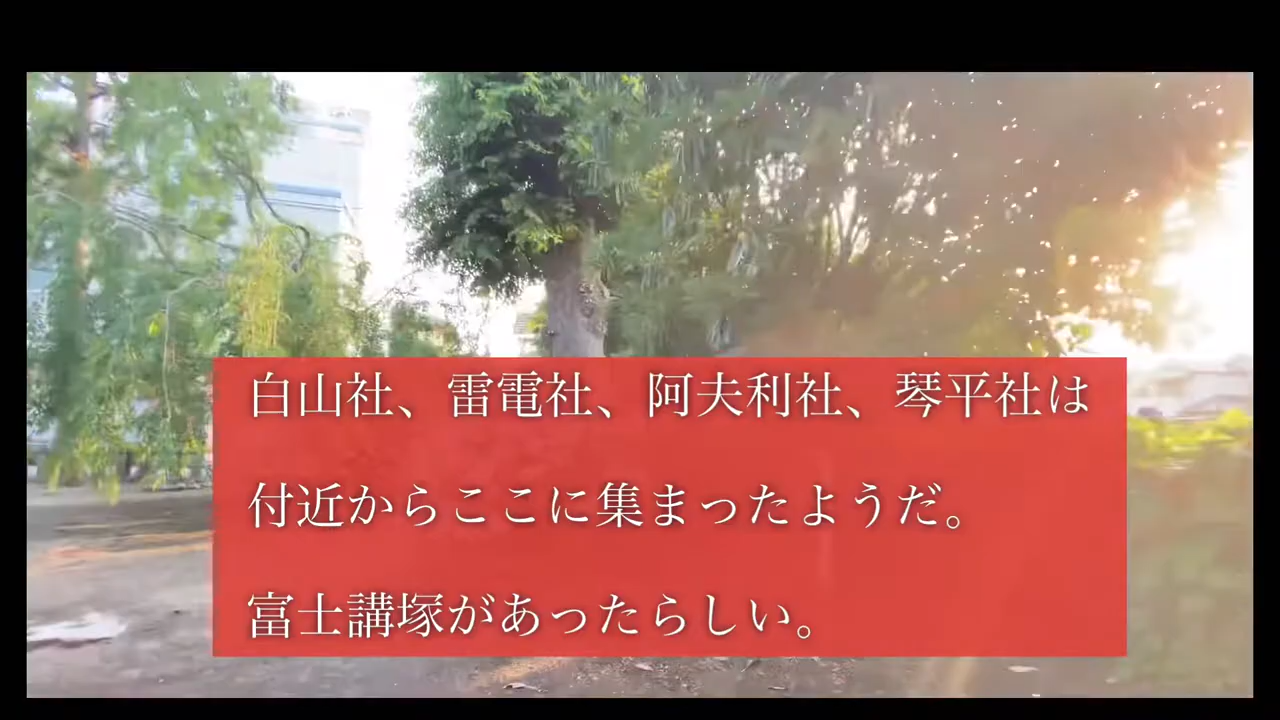 白山社、雷電社、阿夫利社、琴平社は
付近からここに集まったようだ。
富士講塚があったらしい。